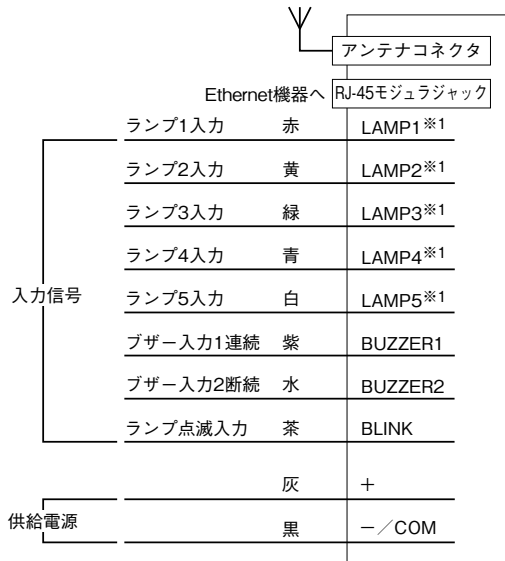 アンテナコネクタ
Ethernet機器へ RJ-45モジュラジャック
ランプ1入力 赤 LAMP1※1
ランプ2入力 黄 LAMP2※1
ランプ3入力 緑 LAMP3※1
ランプ4入力 青 LAMP4※1
入力信号
ランプ5入力 白 LAMP5※1
ブザー入力1連続 紫 BUZZER1
ブザー入力2断続 水 BUZZER2
ランプ点滅入力 茶 BLINK
灰 +
供給電源
黒 −/COM